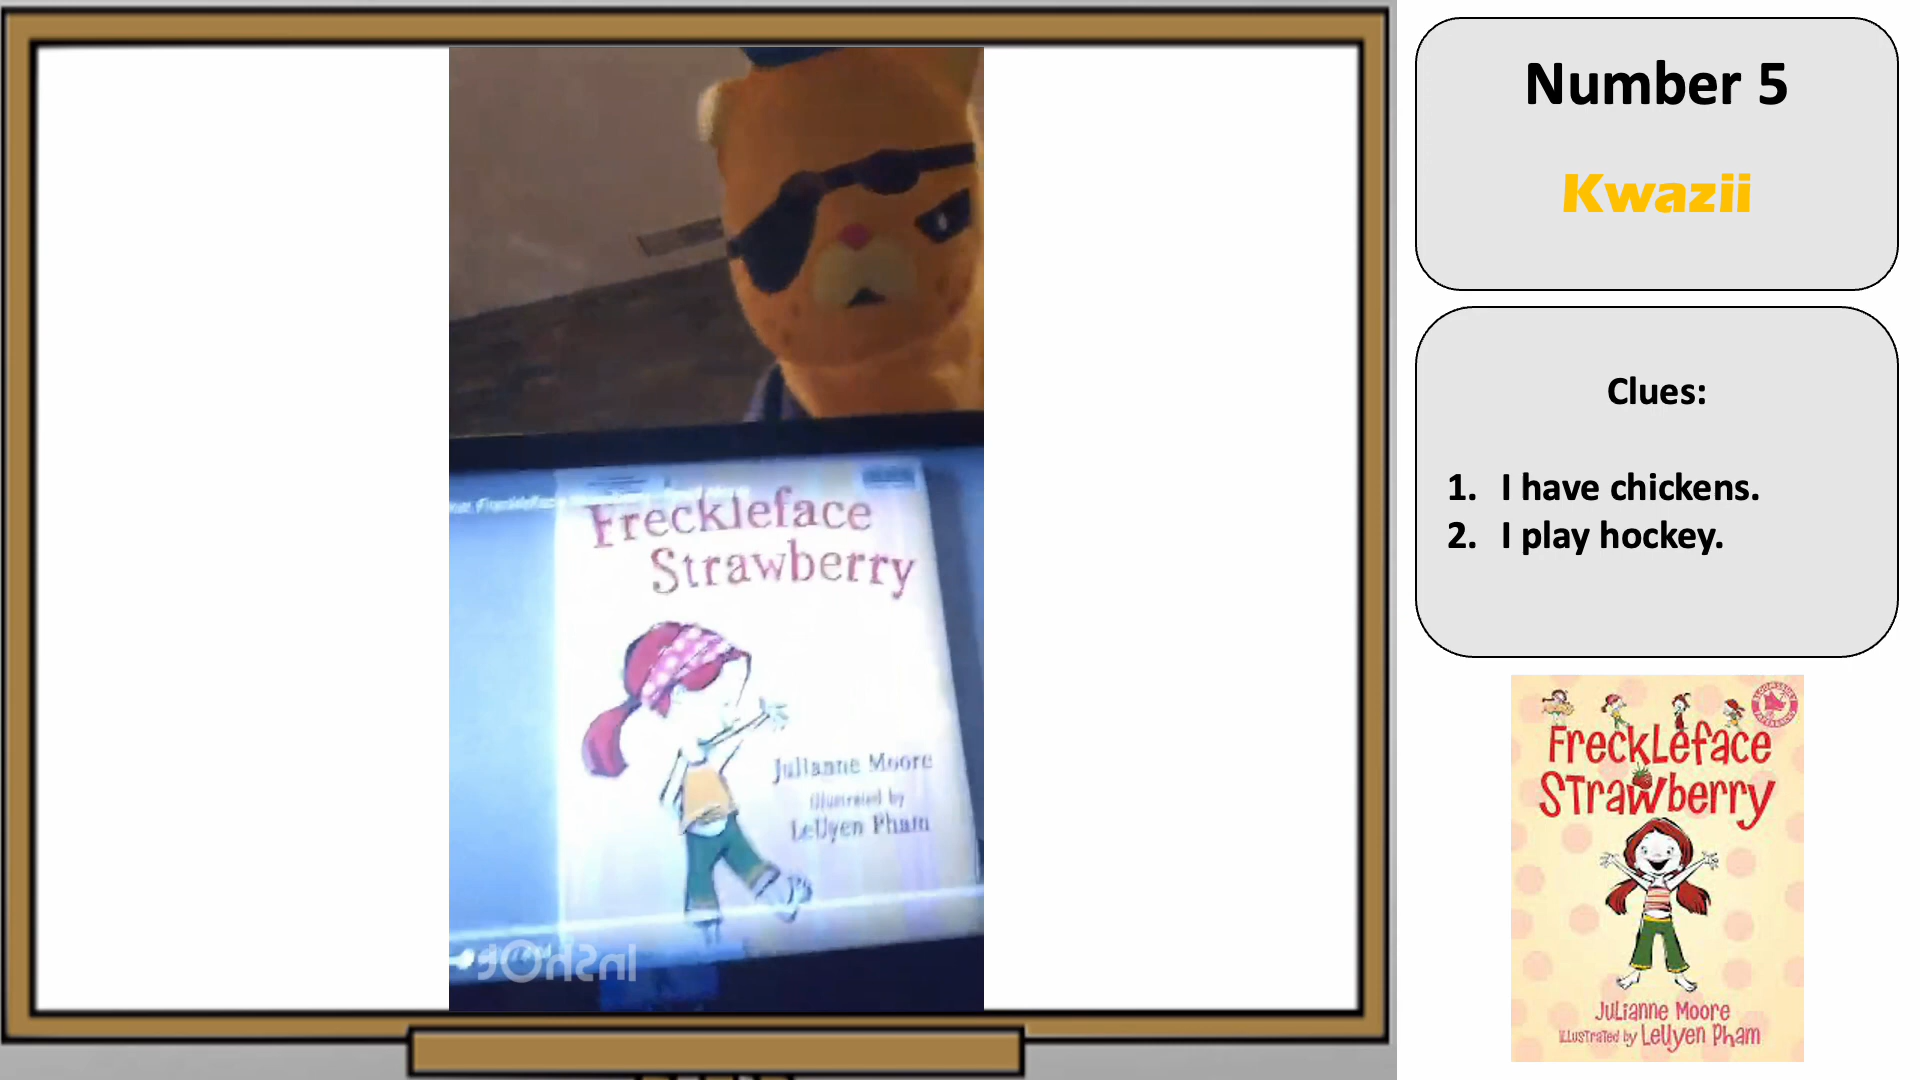 Freckleface
Strawberry
Julianne Moore
illustrated by
LeUyen Pham
InShOt
Number 5
Kwazii
Clues:
1. I have chickens.
2. I play hockey.
FreckLeface
STrawberry
JuLianne Moore
ILLusTraTed by LeUyen Pham